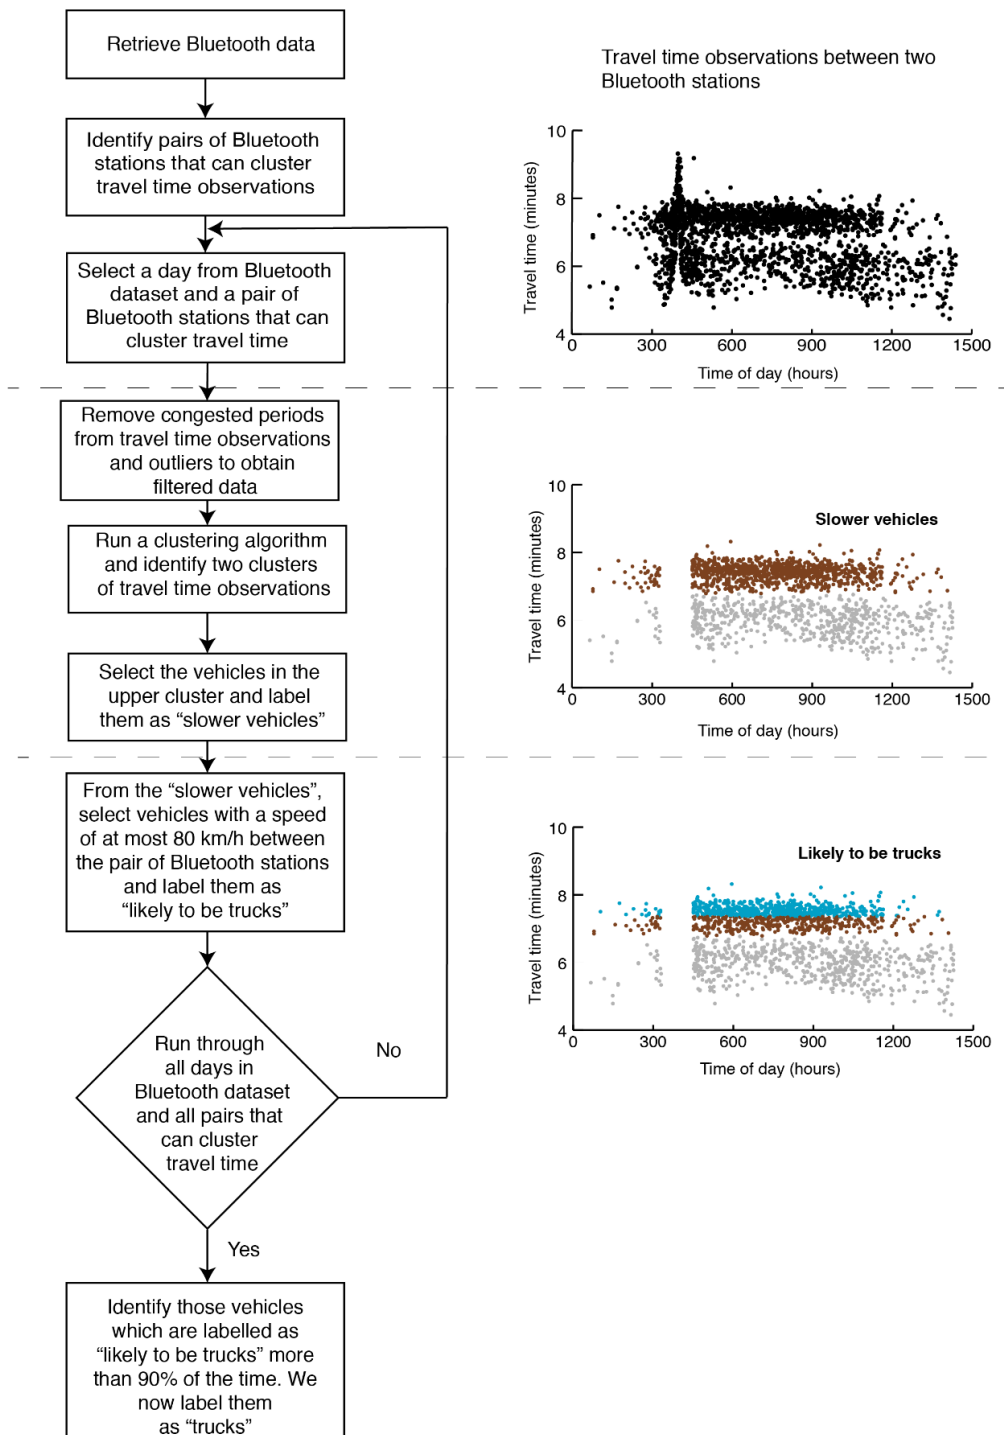 Retrieve Bluetooth data
Identify pairs of Bluetooth
stations that can cluster
travel time observations
Select a day from Bluetooth
dataset and a pair of
Bluetooth stations that can
cluster travel time
Remove congested periods
from travel time observations
and outliers to obtain
filtered data
Run a clustering algorithm
and identify two clusters
of travel time observations
Select the vehicles in the
upper cluster and label
them as “slower vehicles”
From the “slower vehicles”,
select vehicles with a speed
of at most 80 km/h between
the pair of Bluetooth stations
and label them as
“likely to be trucks”
Run through
all days in
Bluetooth dataset
and all pairs that
can cluster
travel time
No
Yes
Identify those vehicles
which are labelled as
“likely to be trucks” more
than 90% of the time. We
now label them
as “trucks”
Travel time observations between two
Bluetooth stations
Travel time (minutes)
10
8
6
4
0 300 600 900 1200 1500
Time of day (hours)
Slower vehicles
Travel time (minutes)
10
8
6
4
0 300 600 900 1200 1500
Time of day (hours)
Likely to be trucks
Travel time (minutes)
10
8
6
4
0 300 600 900 1200 1500
Time of day (hours)